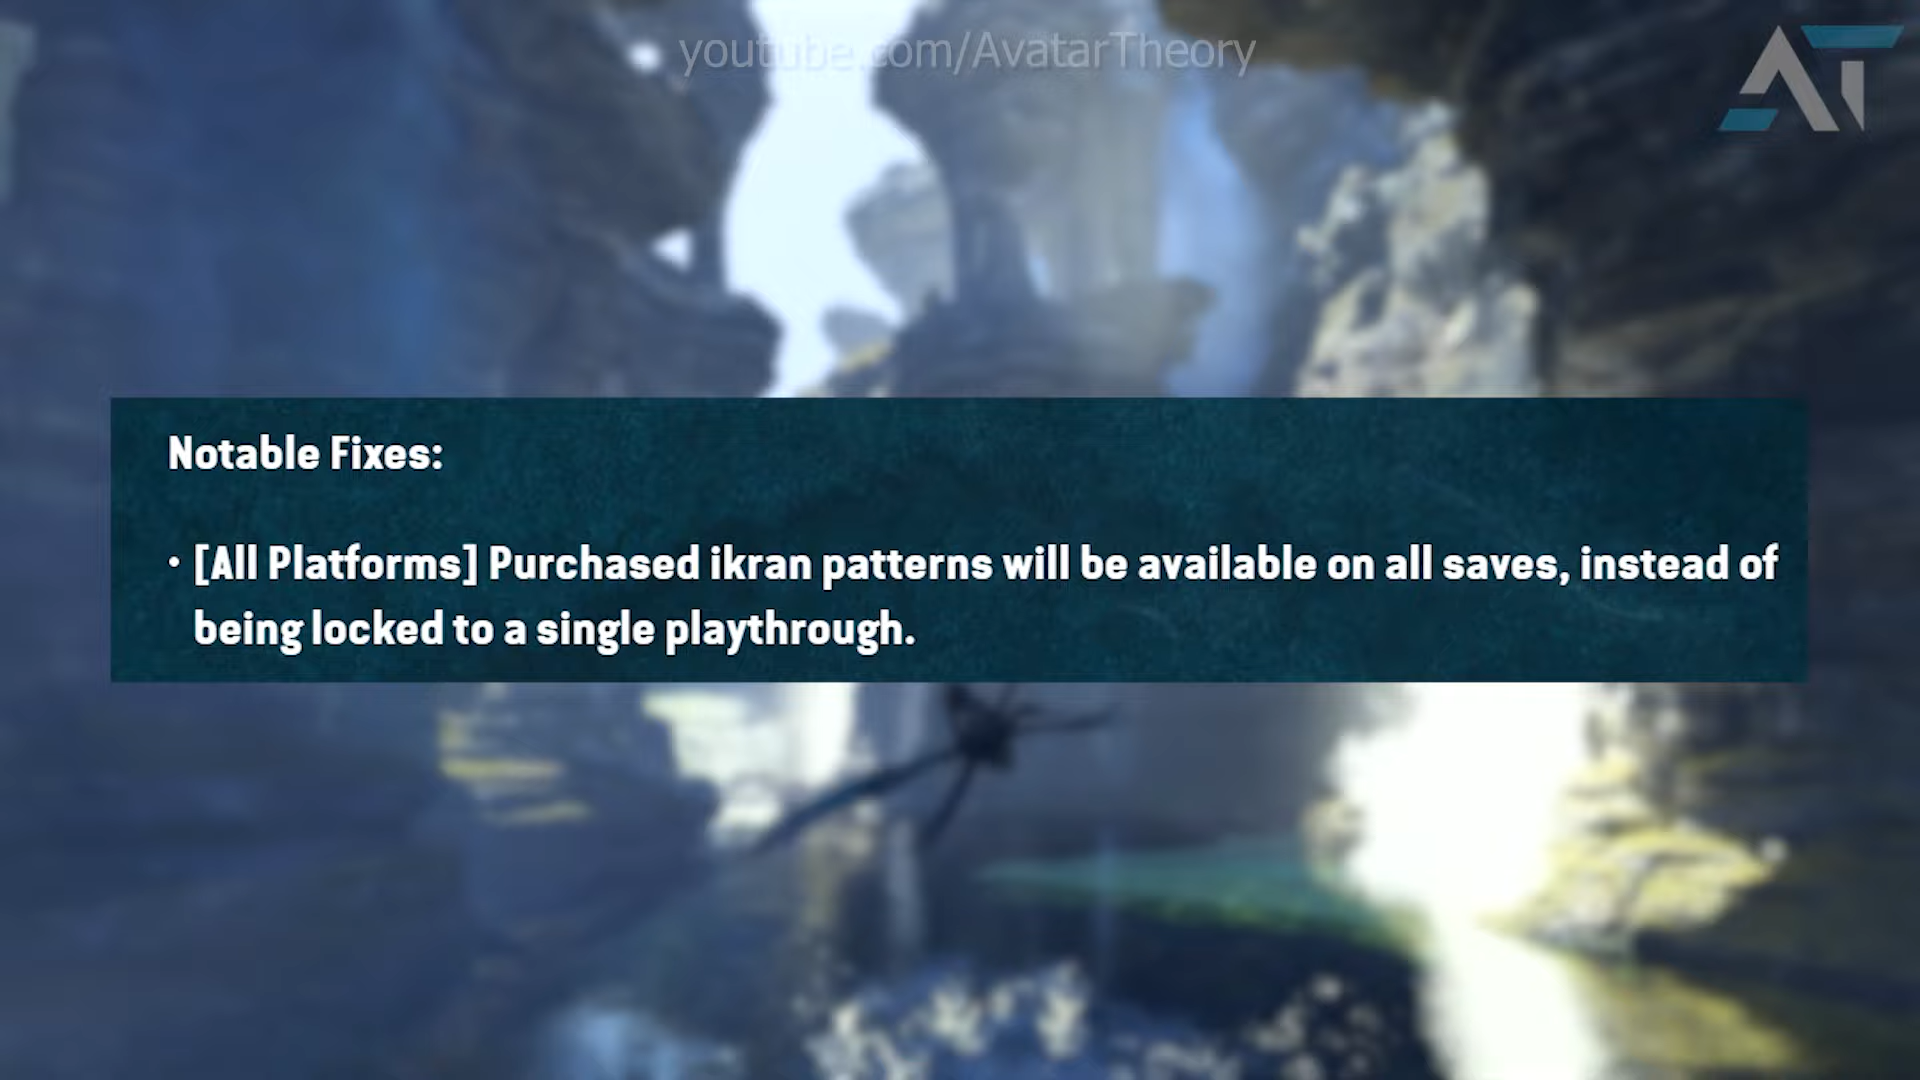 youtube.com/AvatarTheory
AT
Notable Fixes:
• [All Platforms] Purchased ikran patterns will be available on all saves, instead of
being locked to a single playthrough.